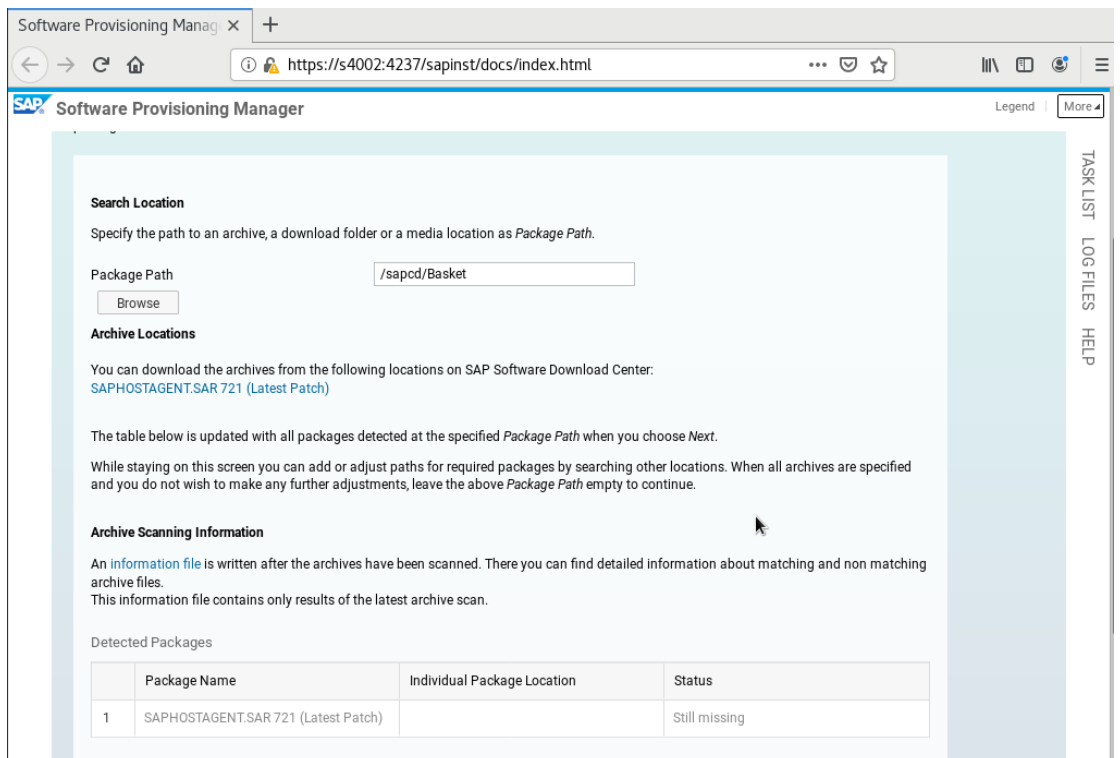 Software Provisioning Manag
https://s4002:4237/sapinst/docs/index.html
SAP Software Provisioning Manager
Legend
More
TASK LIST
LOG FILES
HELP
Search Location
Specify the path to an archive, a download folder or a media location as Package Path.
Package Path
/sapcd/Basket
Browse
Archive Locations
You can download the archives from the following locations on SAP Software Download Center:
SAPHOSTAGENT.SAR 721 (Latest Patch)
The table below is updated with all packages detected at the specified Package Path when you choose Next.
While staying on this screen you can add or adjust paths for required packages by searching other locations. When all archives are specified
and you do not wish to make any further adjustments, leave the above Package Path empty to continue.
Archive Scanning Information
An information file is written after the archives have been scanned. There you can find detailed information about matching and non matching
archive files.
This information file contains only results of the latest archive scan.
Detected Packages
Package Name Individual Package Location Status
1 SAPHOSTAGENT.SAR 721 (Latest Patch) Still missing